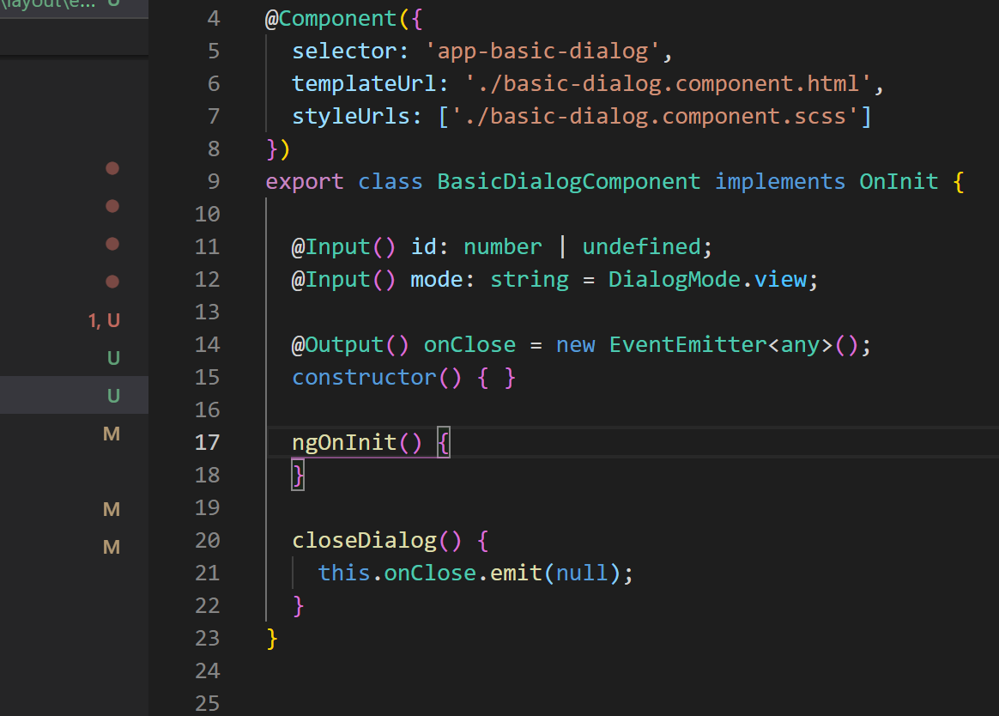 U
4 @Component({
5 selector: 'app-basic-dialog',
6 templateUrl: './basic-dialog.component.html',
7 styleUrls: ['./basic-dialog.component.scss']
8 })
9 export class BasicDialogComponent implements OnInit {
10
11 @Input() id: number | undefined;
12 @Input() mode: string = DialogMode.view;
13
1, U
14 @Output() onClose = new EventEmitter<any>();
U
15 constructor() { }
U
16
M
17 ngOnInit() {
18 }
M
19
M
20 closeDialog() {
21 this.onClose.emit(null);
22 }
23 }
24
25